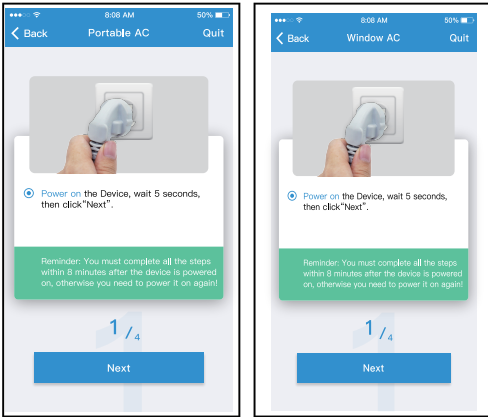 8:08 AM 50%
Back Portable AC Quit
Power on the Device, wait 5 seconds,
then click“Next”.
Reminder: You must complete all the steps
within 8 minutes after the device is powered
on, otherwise you need to power it on again!
1/4
Next
8:08 AM 50%
Back Window AC Quit
Power on the Device, wait 5 seconds,
then click“Next”.
Reminder: You must complete all the steps
within 8 minutes after the device is powered
on, otherwise you need to power it on again!
1/4
Next